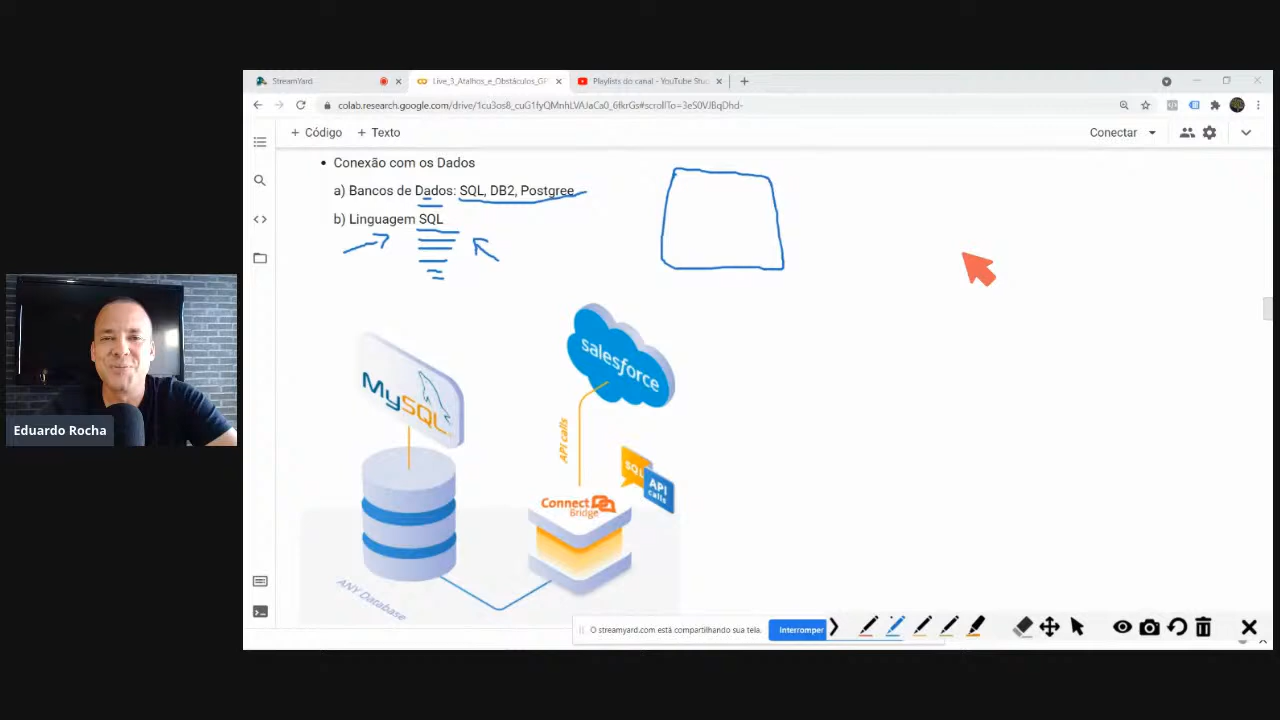 StreamYard
Live_3_Atalhos_e_Obstáculos_GF
Playlists do canal - YouTube Stu
colab.research.google.com/drive/1cu3os8_cuG1fyQMnhLVAJaCa0_6fkrGs#scrollTo=3eS0VJBqDhd-
+ Código + Texto
Conectar
Conexão com os Dados
a) Bancos de Dados: SQL, DB2, Postgree
b) Linguagem SQL
salesforce
MySQL
API calls
SQL
API
calls
Connect
Bridge
ANY Database
Eduardo Rocha
O streamyard.com está compartilhando sua tela.
Interromper